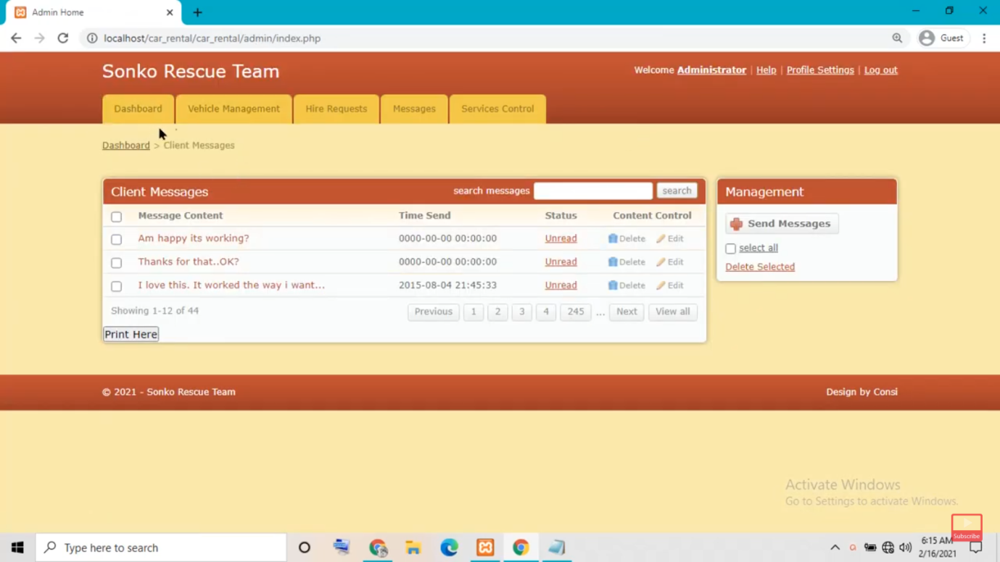 Admin Home
localhost/car_rental/car_rental/admin/index.php
Guest
Sonko Rescue Team
Welcome Administrator | Help | Profile Settings | Log out
Dashboard Vehicle Management Hire Requests Messages Services Control
Dashboard > Client Messages
Client Messages search messages search
Management
Message Content Time Send Status Content Control
Send Messages
Am happy its working? 0000-00-00 00:00:00 Unread Delete Edit
select all
Thanks for that..OK? 0000-00-00 00:00:00 Unread Delete Edit
Delete Selected
I love this. It worked the way i want... 2015-08-04 21:45:33 Unread Delete Edit
Showing 1-12 of 44 Previous 1 2 3 4 245 ... Next View all
Print Here
© 2021 - Sonko Rescue Team Design by Consi
Activate Windows
Go to Settings to activate Windows.
Subscribe
Type here to search
6:15 AM
2/16/2021